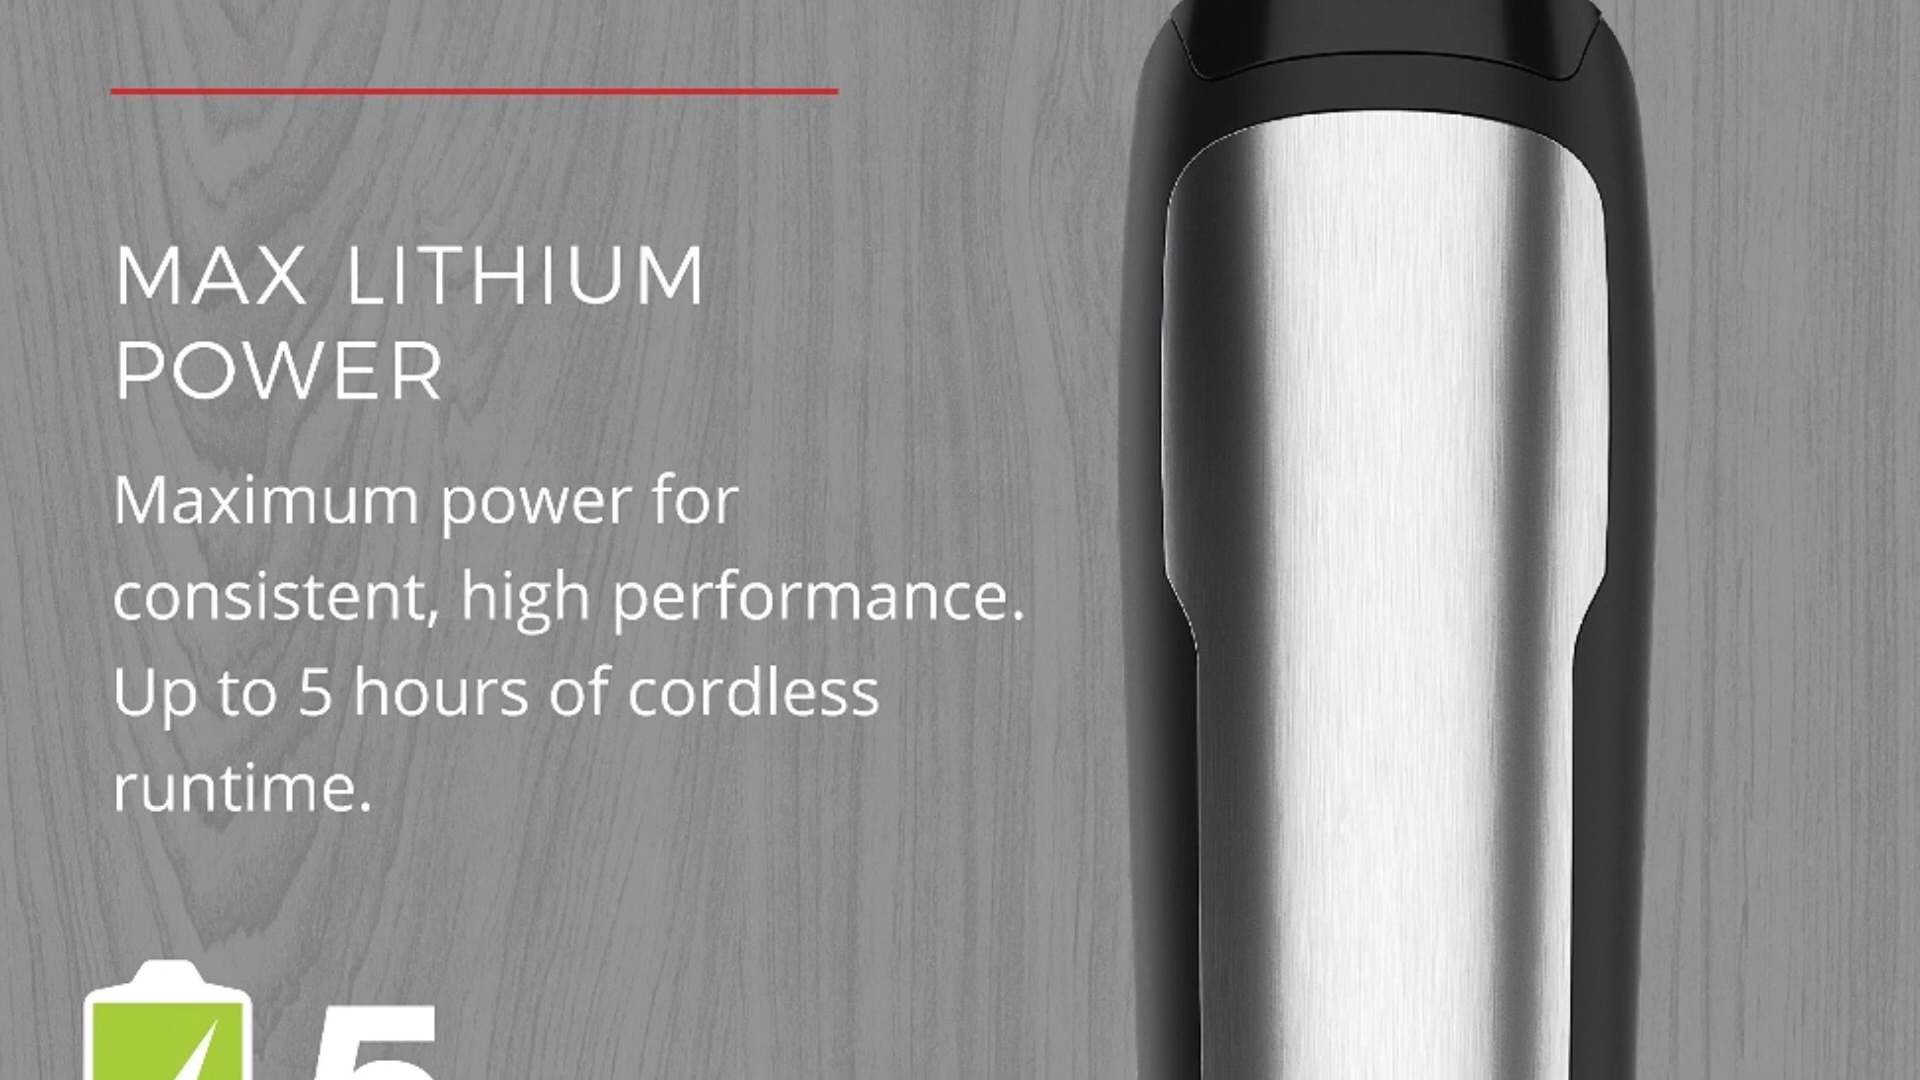 MAX LITHIUM
POWER
Maximum power for
consistent, high performance.
Up to 5 hours of cordless
runtime.
5